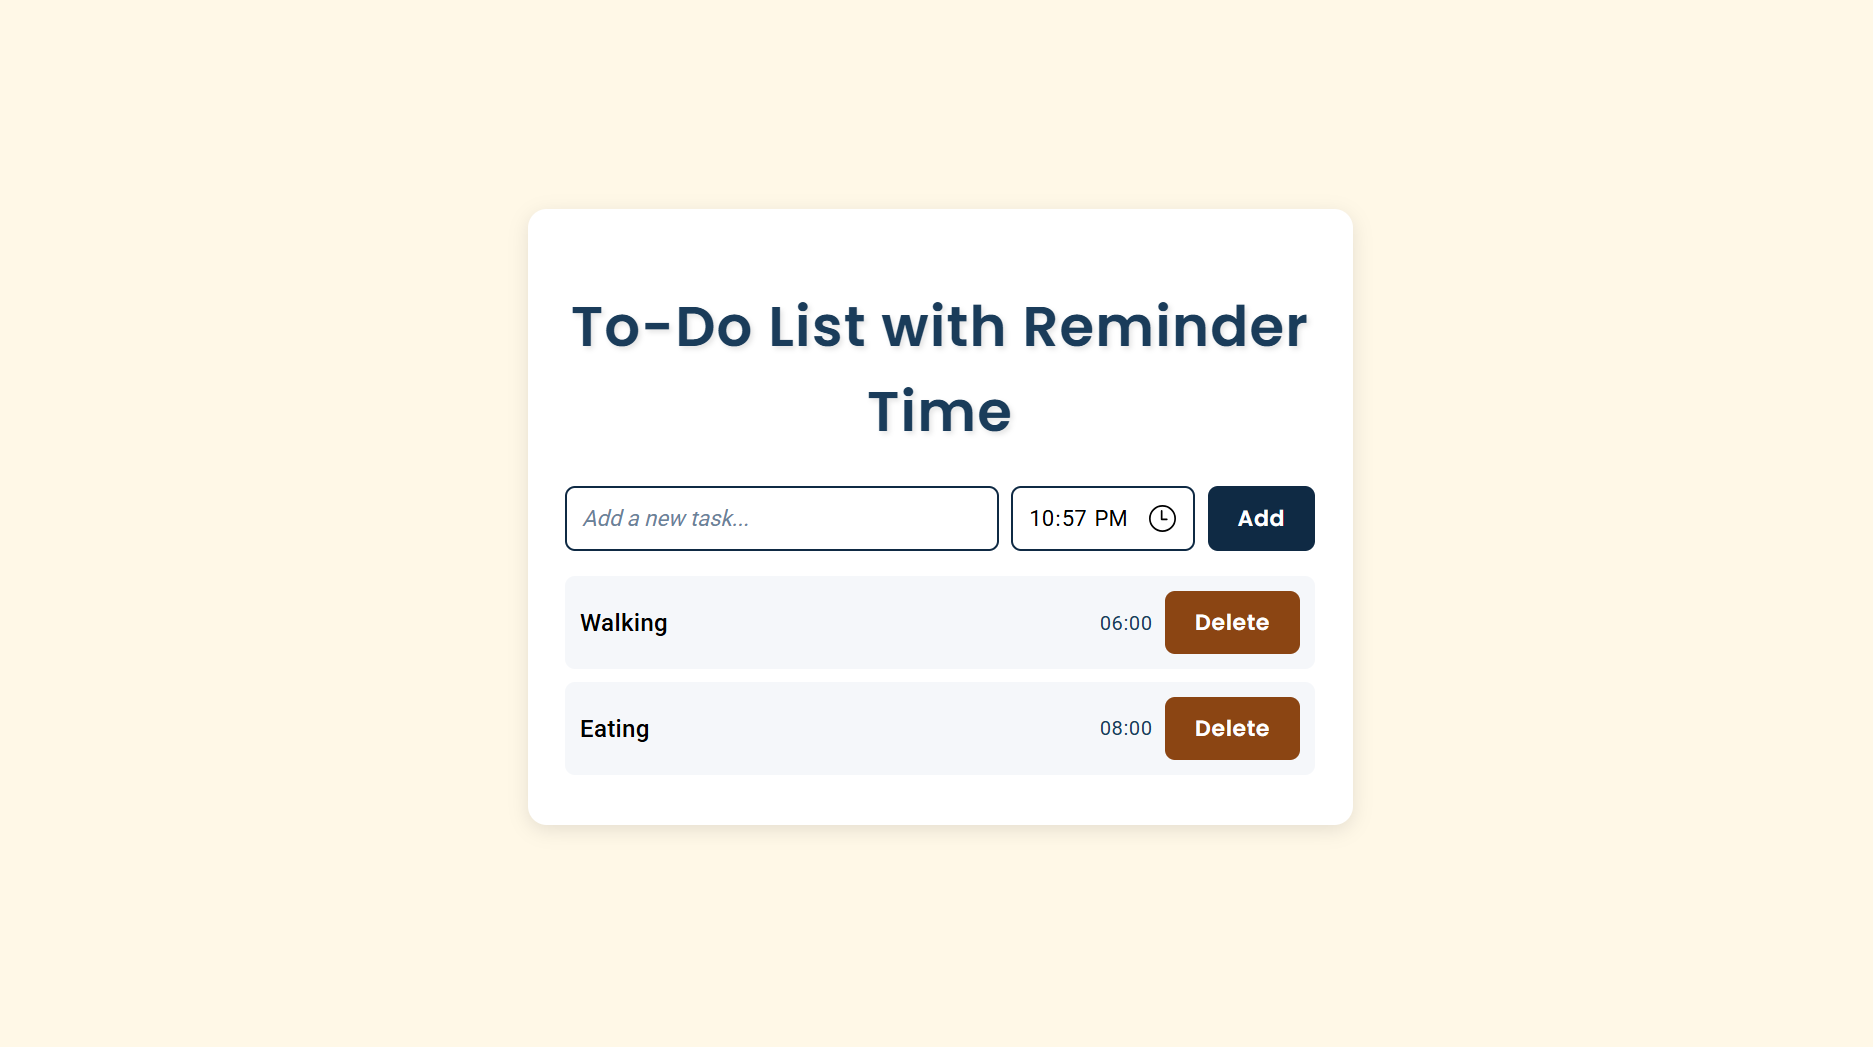 To-Do List with Reminder
Time
Add a new task...
10:57 PM
Add
Walking
06:00
Delete
Eating
08:00
Delete